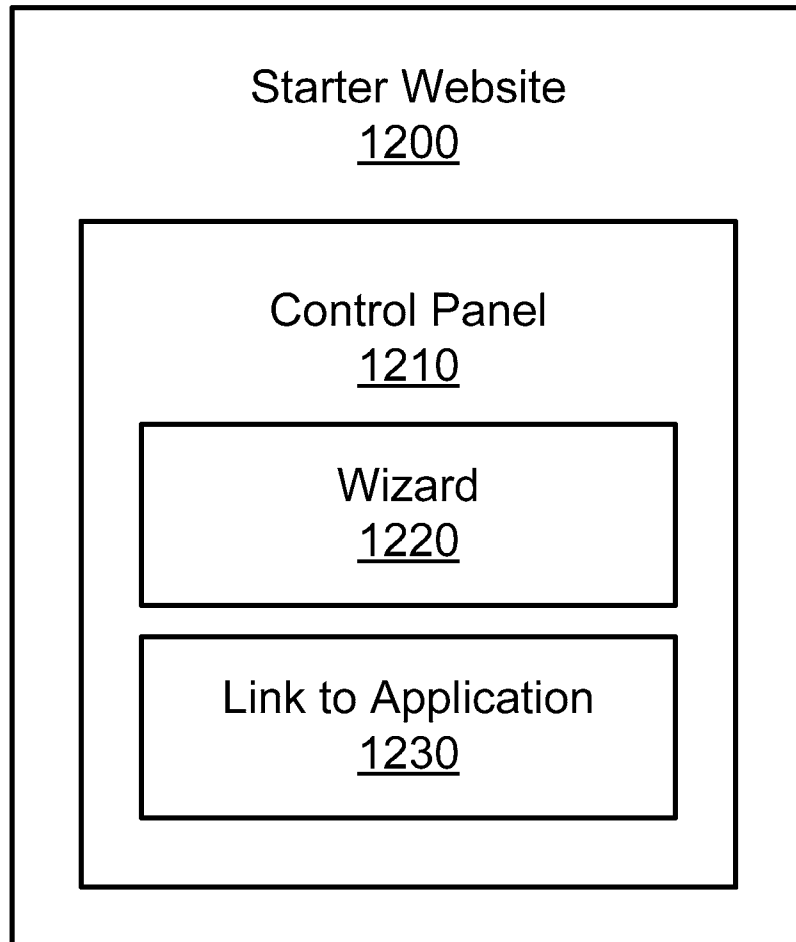 Starter Website
1200
Control Panel
1210
Wizard
1220
Link to Application
1230